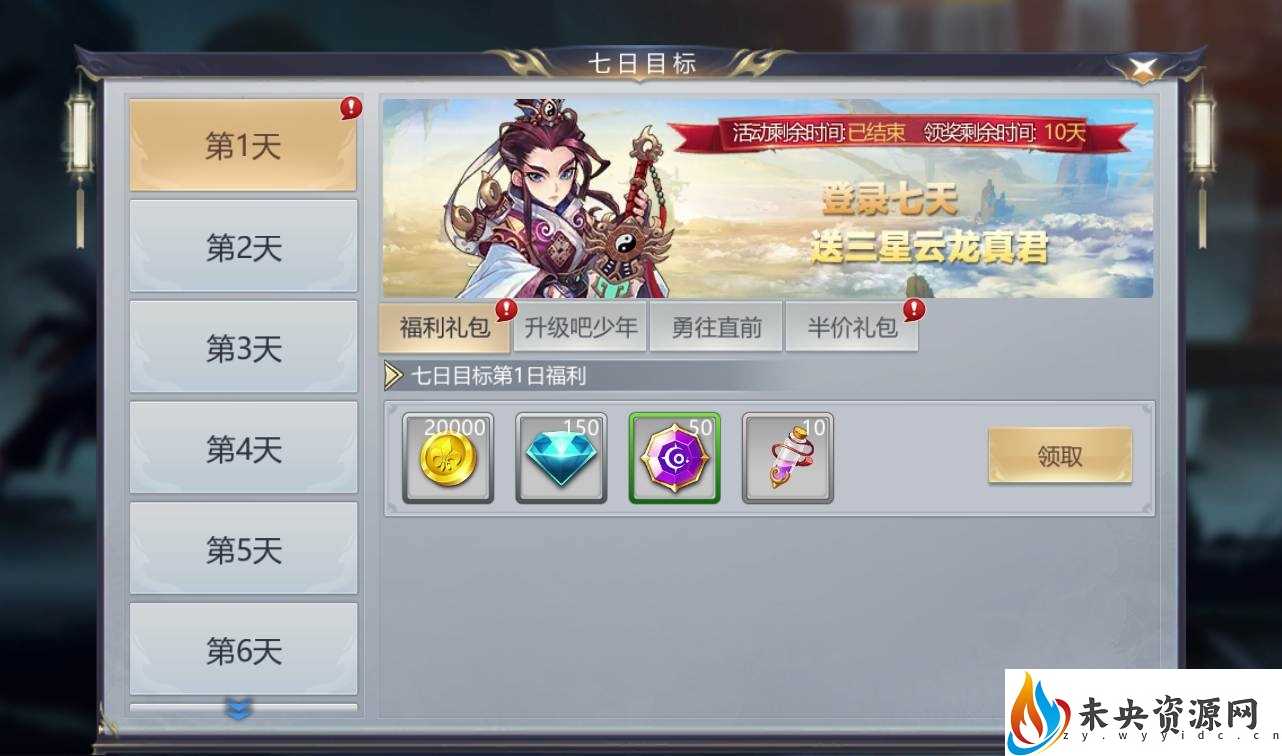 七日目标
第1天
第2天
第3天
第4天
第5天
第6天
活动剩余时间:已结束 领奖剩余时间: 10天
登录七天
送三星云龙真君
福利礼包 升级吧少年 勇往直前 半价礼包
七日目标第1日福利
20000 150 50 10
领取
未央资源网
zy.wyyidc.cn